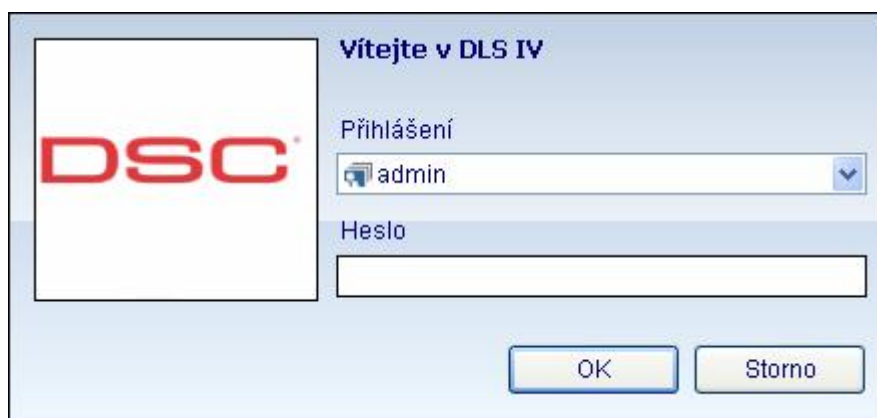 Vítejte v DLS IV
DSC
Přihlášení
admin
Heslo
OK
Storno